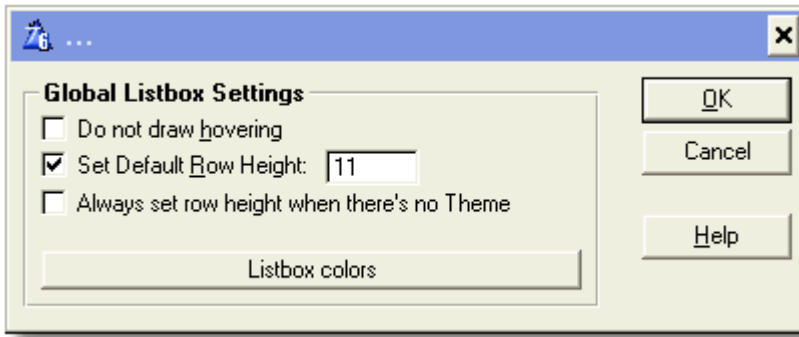 ...
Global Listbox Settings
Do not draw hovering
Set Default Row Height: 11
Always set row height when there's no Theme
Listbox colors
OK
Cancel
Help